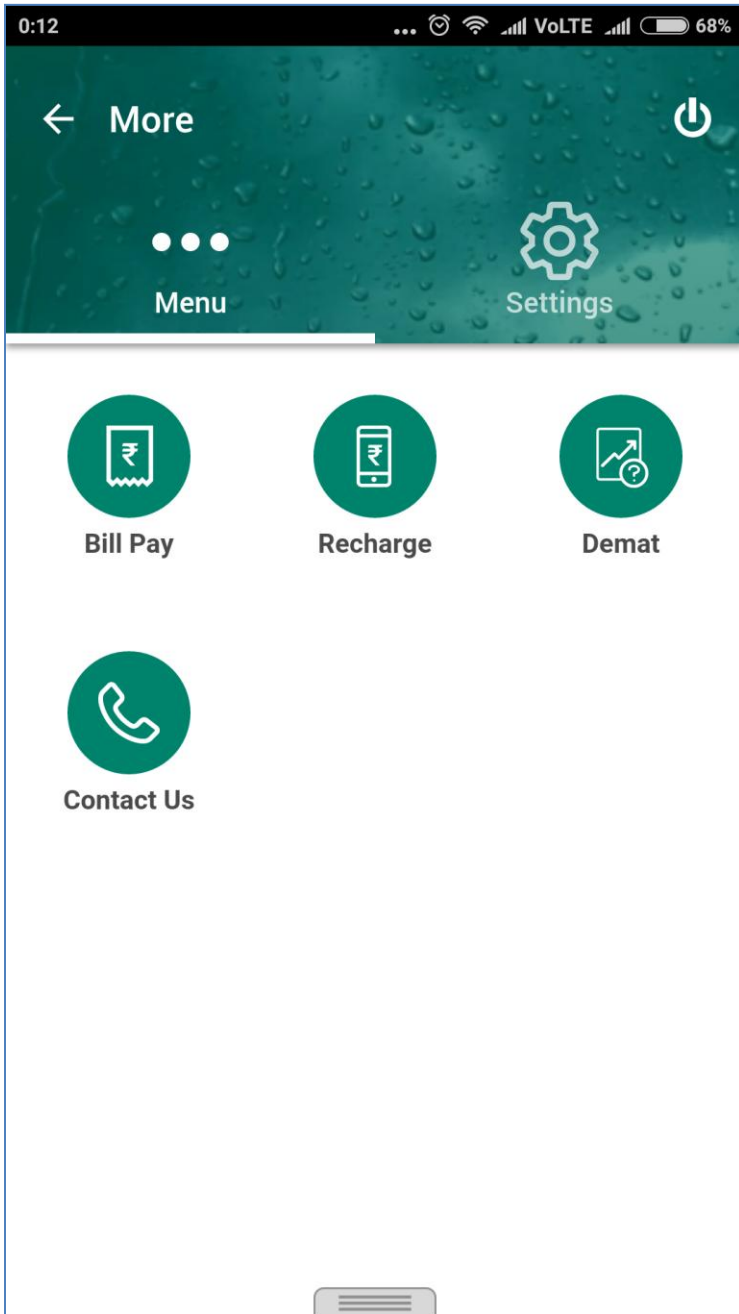 0:12 ... VoLTE 68%
More
Menu Settings
₹ ₹ ?
Bill Pay Recharge Demat
Contact Us